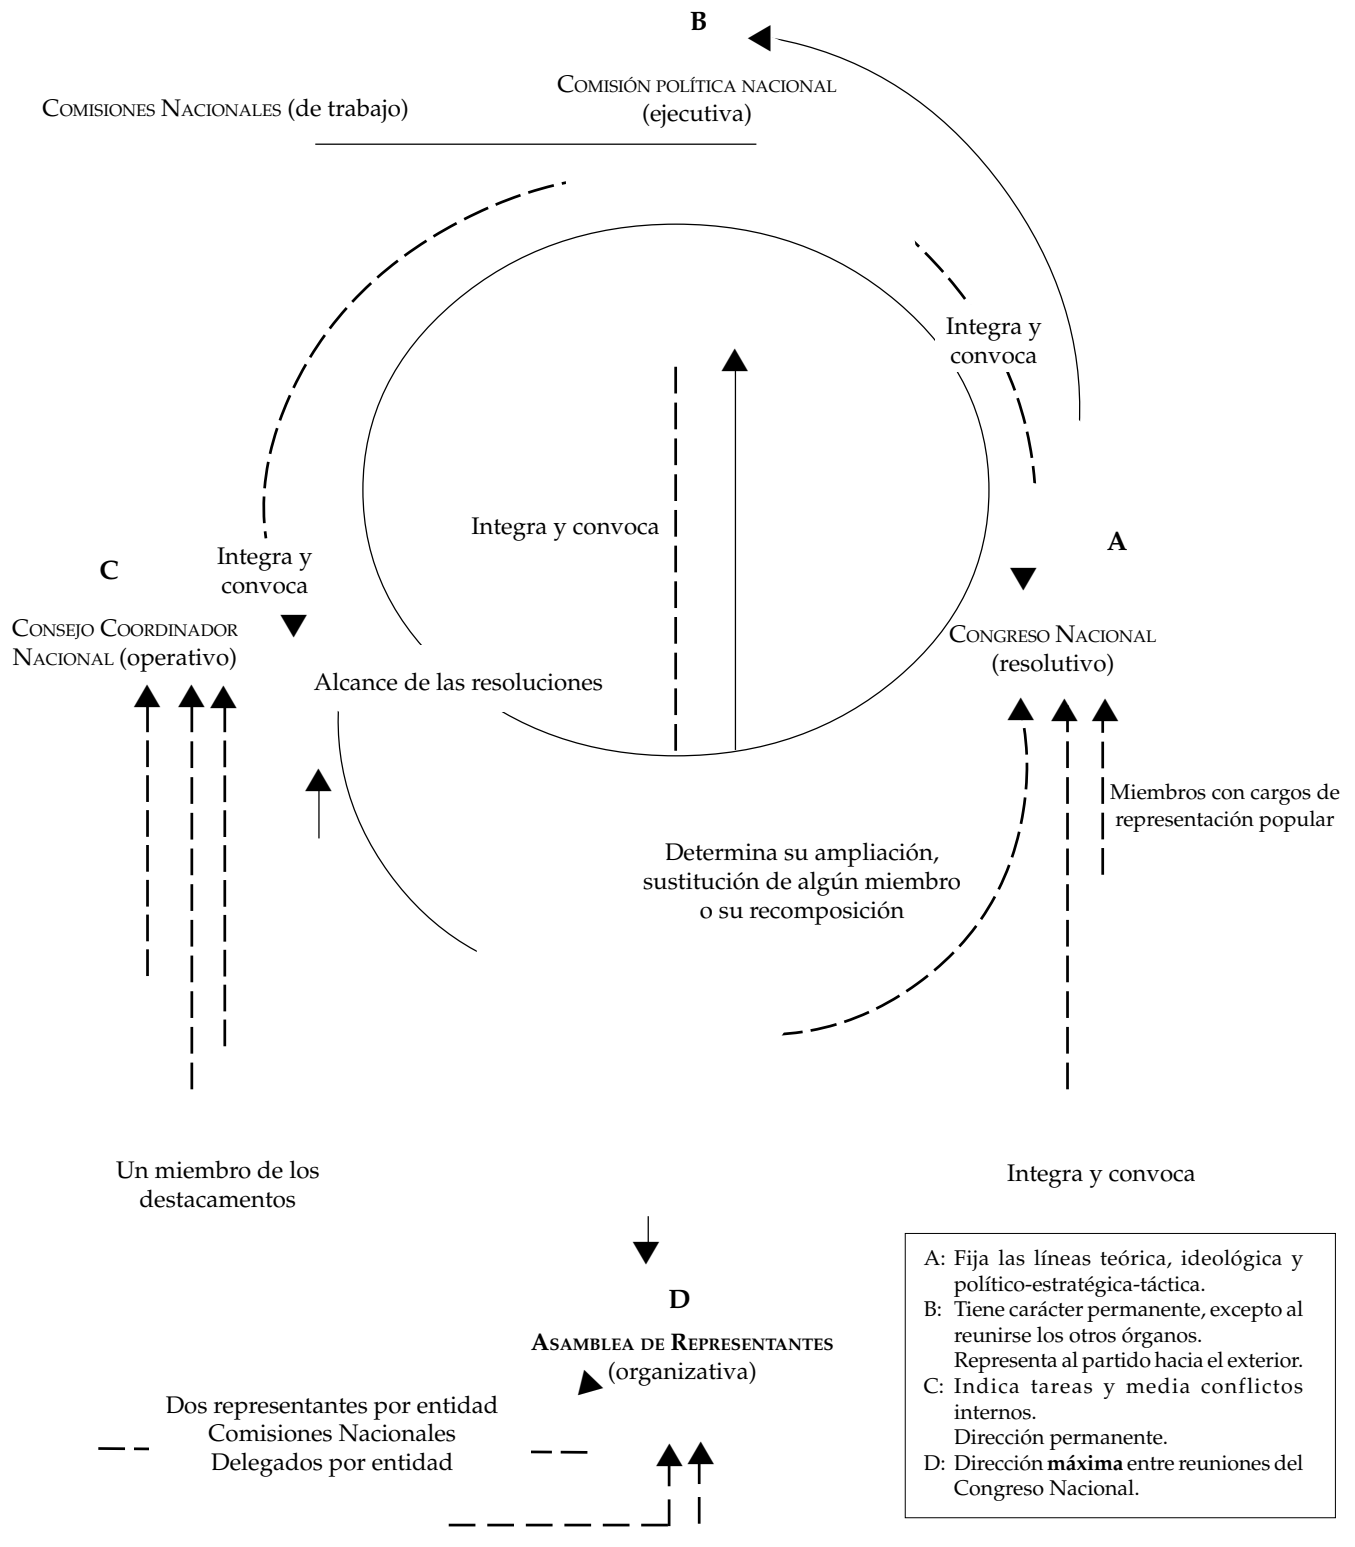 B
COMISIÓN POLÍTICA NACIONAL
(ejecutiva)
COMISIONES NACIONALES (de trabajo)
Integra y
convoca
Integra y convoca
A
C
Integra y
convoca
CONSEJO COORDINADOR
NACIONAL (operativo)
CONGRESO NACIONAL
(resolutivo)
Alcance de las resoluciones
Miembros con cargos de
representación popular
Determina su ampliación,
sustitución de algún miembro
o su recomposición
Un miembro de los
destacamentos
Integra y convoca
D
ASAMBLEA DE REPRESENTANTES
(organizativa)
Dos representantes por entidad
Comisiones Nacionales
Delegados por entidad
A: Fija las líneas teórica, ideológica y
político-estratégica-táctica.
B: Tiene carácter permanente, excepto al
reunirse los otros órganos.
Representa al partido hacia el exterior.
C: Indica tareas y media conflictos
internos.
Dirección permanente.
D: Dirección máxima entre reuniones del
Congreso Nacional.